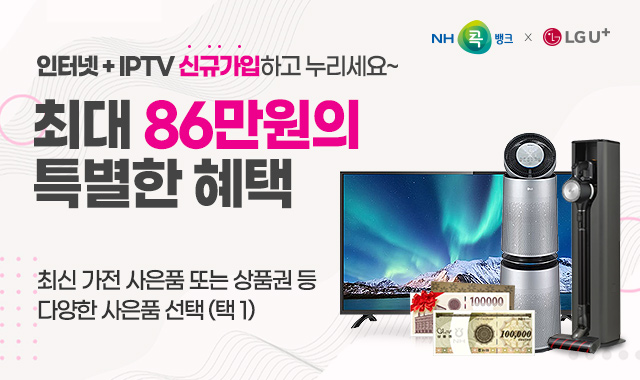 NH 콕 뱅크 × LG U+
인터넷 + IPTV 신규가입하고 누리세요~
최대 86만원의
특별한 혜택
최신 가전 사은품 또는 상품권 등
다양한 사은품 선택 (택 1)
100000
100,000